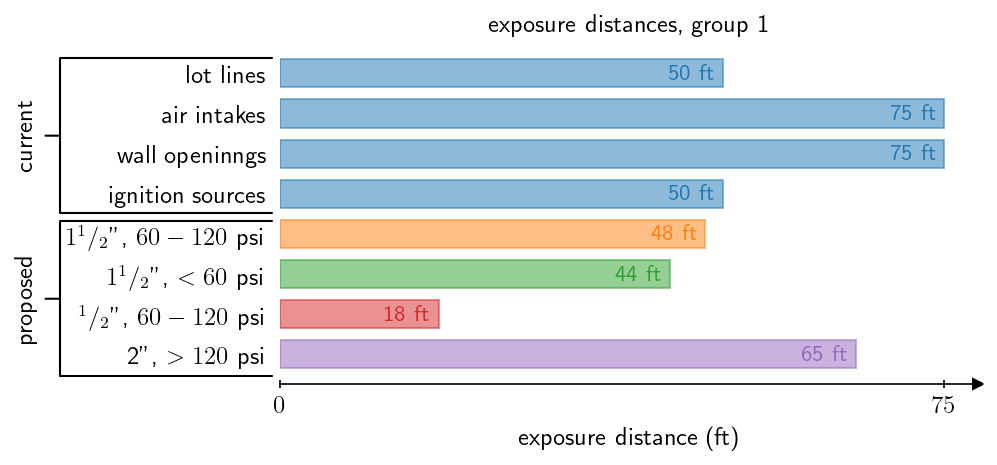 exposure distances, group 1
current
lot lines 50 ft
air intakes 75 ft
wall openinngs 75 ft
ignition sources 50 ft
proposed
1 1/2”, 60 − 120 psi 48 ft
1 1/2”, < 60 psi 44 ft
1/2”, 60 − 120 psi 18 ft
2”, > 120 psi 65 ft
0 75
exposure distance (ft)